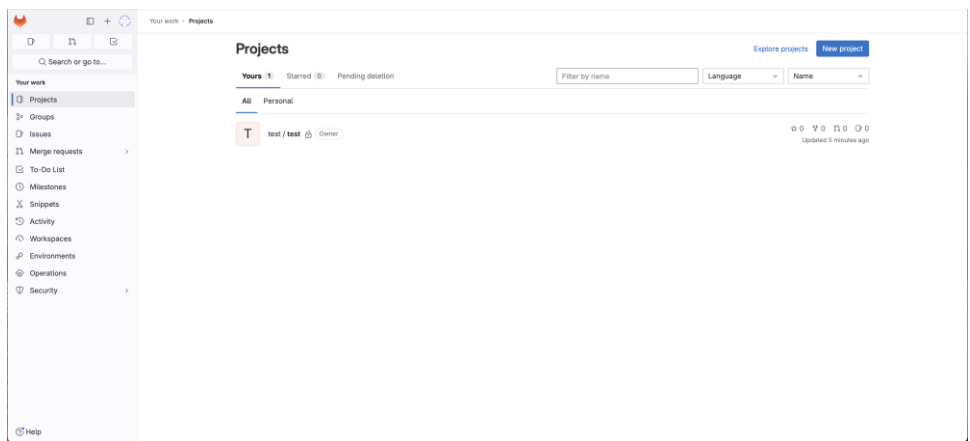 Your work › Projects
Search or go to...
Your work
Projects
Groups
Issues
Merge requests
To-Do List
Milestones
Snippets
Activity
Workspaces
Environments
Operations
Security
Help
Projects
Explore projects New project
Yours 1 Starred 0 Pending deletion
Filter by name Language Name
All Personal
T test / test Owner
0 0 0 0
Updated 5 minutes ago